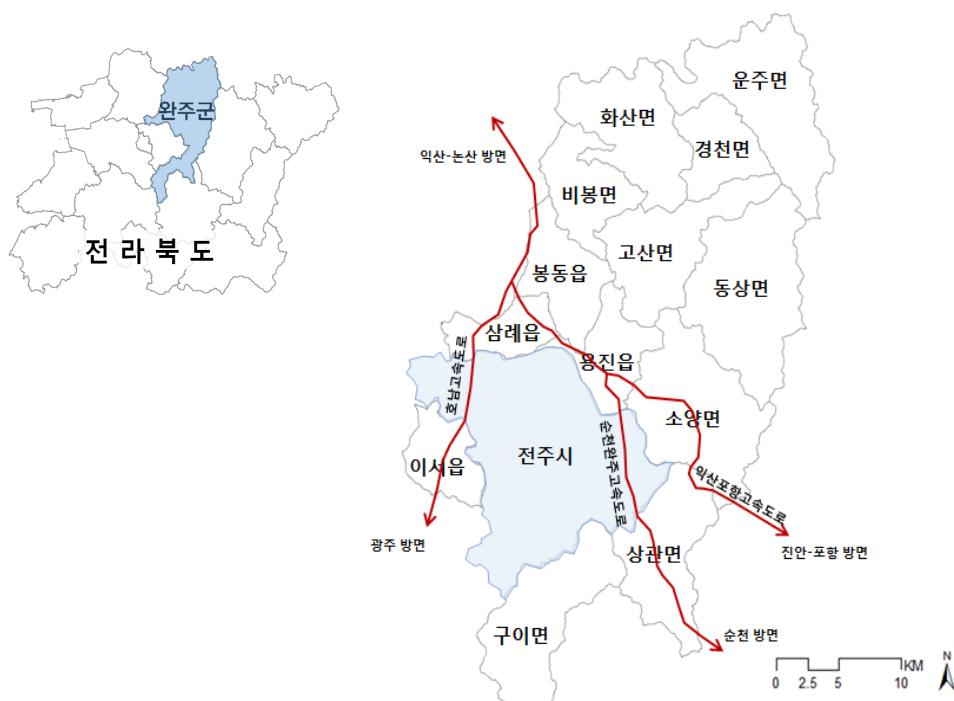 완주군
전 라 북 도
운주면
화산면
경천면
익산-논산 방면
비봉면
고산면
봉동읍
동상면
삼례읍
용진읍
호남고속도로
소양면
순천완주고속도로
전주시
이서읍
익산포항고속도로
광주 방면
상관면
진안-포항 방면
구이면
순천 방면
N
KM
0 2.5 5 10